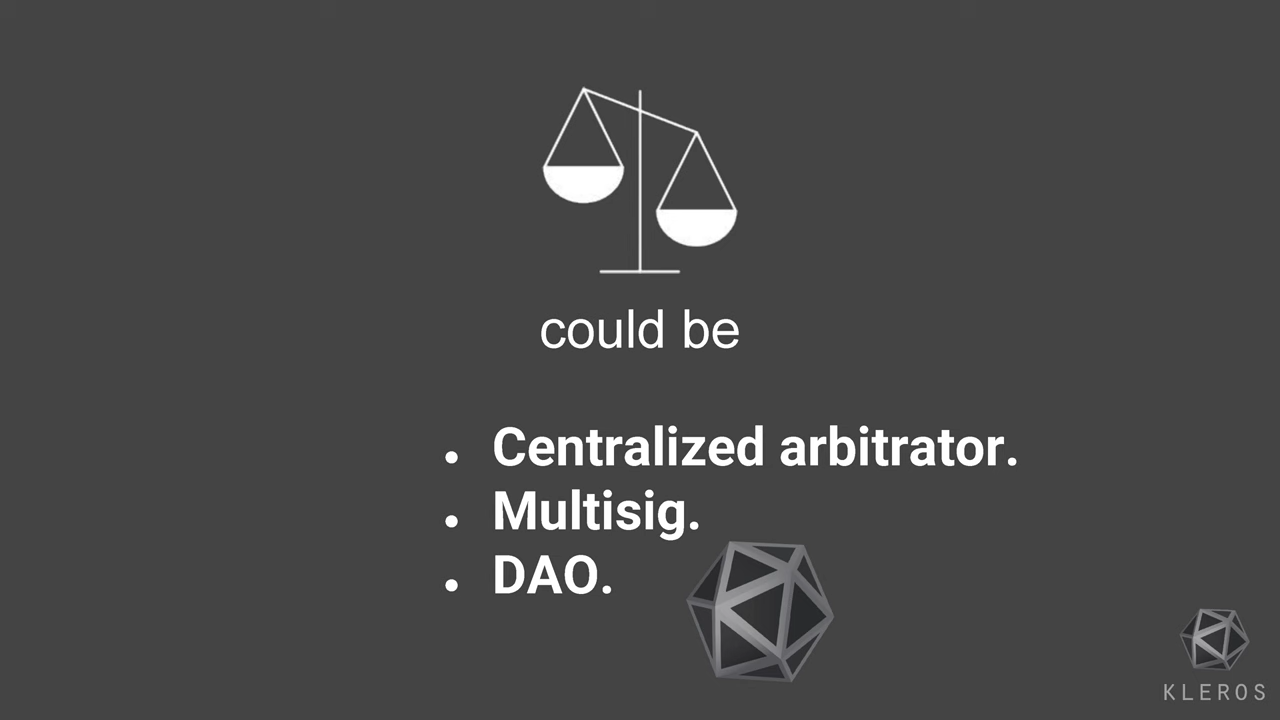 could be
• Centralized arbitrator.
• Multisig.
• DAO.
KLEROS